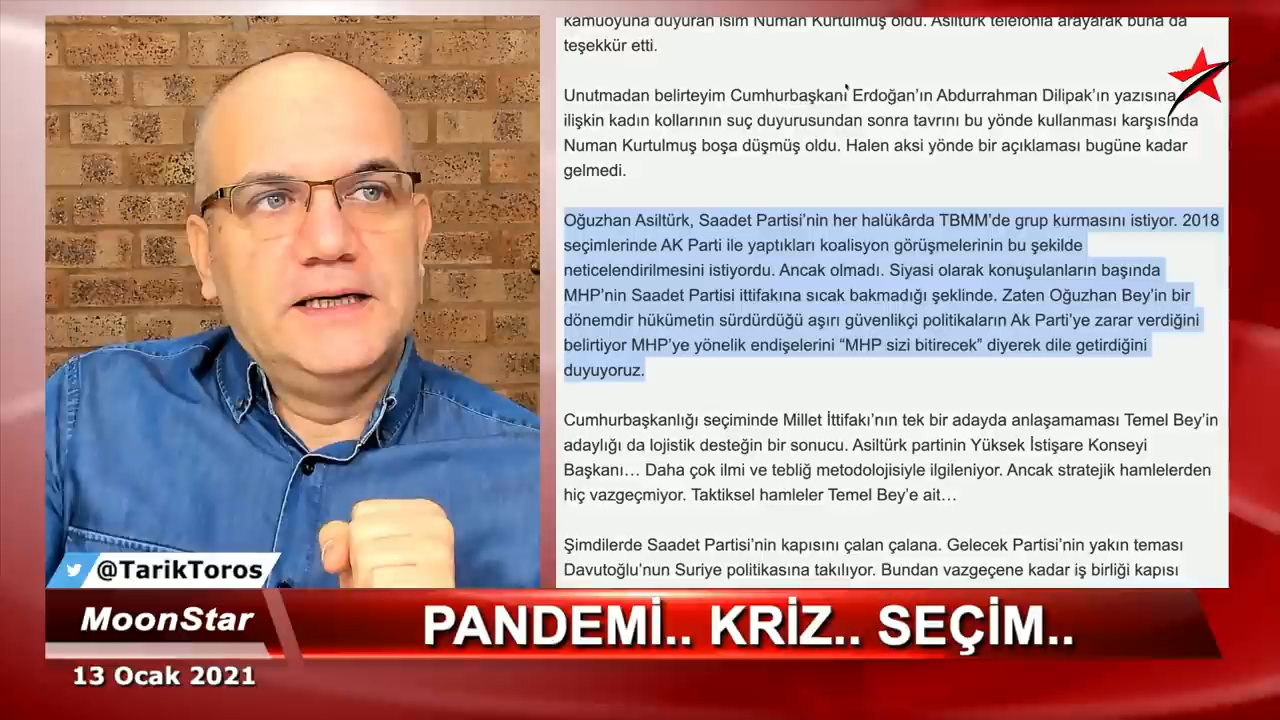 kamuoyuna duyuran isim Numan Kurtulmuş oldu. Asiltürk telefonla arayarak buna da
teşekkür etti.
Unutmadan belirteyim Cumhurbaşkanı Erdoğan’ın Abdurrahman Dilipak’ın yazısına
ilişkin kadın kollarının suç duyurusundan sonra tavrını bu yönde kullanması karşısında
Numan Kurtulmuş boşa düşmüş oldu. Halen aksi yönde bir açıklaması bugüne kadar
gelmedi.
Oğuzhan Asiltürk, Saadet Partisi’nin her halükârda TBMM’de grup kurmasını istiyor. 2018
seçimlerinde AK Parti ile yaptıkları koalisyon görüşmelerinin bu şekilde
neticelendirilmesini istiyordu. Ancak olmadı. Siyasi olarak konuşulanların başında
MHP’nin Saadet Partisi ittifakına sıcak bakmadığı şeklinde. Zaten Oğuzhan Bey’in bir
dönemdir hükümetin sürdürdüğü aşırı güvenlikçi politikaların Ak Parti’ye zarar verdiğini
belirtiyor MHP’ye yönelik endişelerini “MHP sizi bitirecek” diyerek dile getirdiğini
duyuyoruz.
Cumhurbaşkanlığı seçiminde Millet İttifakı’nın tek bir adayda anlaşamaması Temel Bey’in
adaylığı da lojistik desteğin bir sonucu. Asiltürk partinin Yüksek İstişare Konseyi
Başkanı… Daha çok ilmi ve tebliğ metodolojisiyle ilgileniyor. Ancak stratejik hamlelerden
hiç vazgeçmiyor. Taktiksel hamleler Temel Bey’e ait…
Şimdilerde Saadet Partisi’nin kapısını çalan çalana. Gelecek Partisi’nin yakın teması
Davutoğlu’nun Suriye politikasına takılıyor. Bundan vazgeçene kadar iş birliği kapısı
@TarikToros
MoonStar
PANDEMİ.. KRİZ.. SEÇİM..
13 Ocak 2021